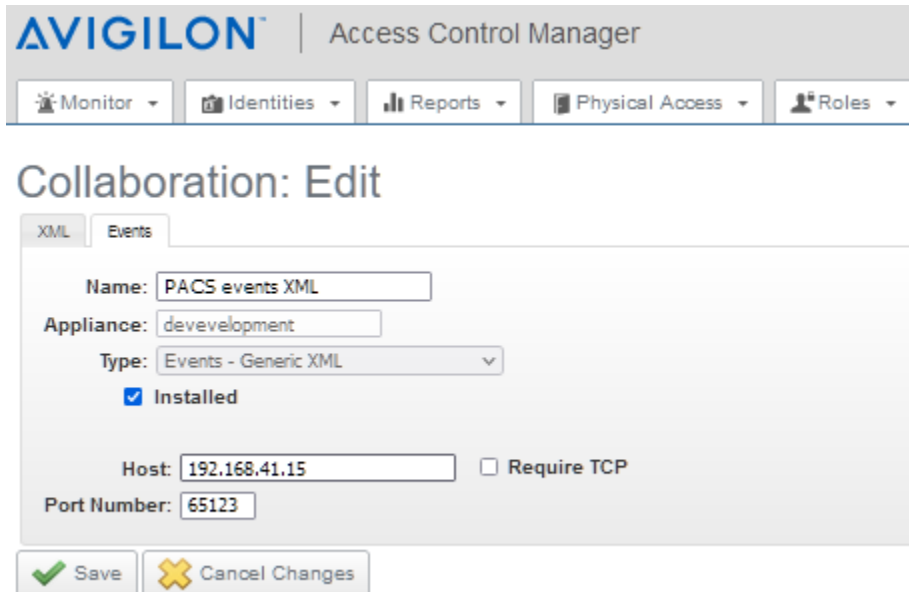 AVIGILON™ | Access Control Manager
Monitor Identities Reports Physical Access Roles
Collaboration: Edit
XML Events
Name: PACS events XML
Appliance: devevelopment
Type: Events - Generic XML
Installed
Host: 192.168.41.15 Require TCP
Port Number: 65123
Save Cancel Changes